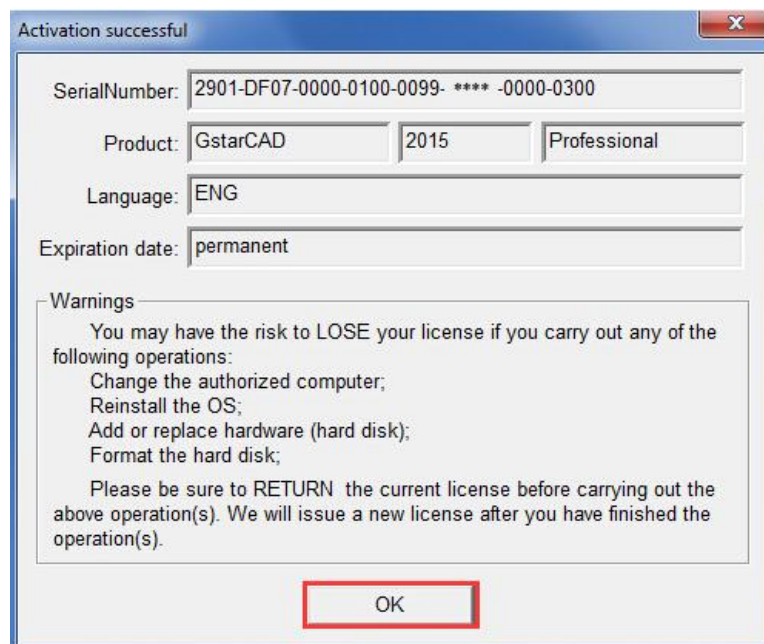 Activation successful
SerialNumber: 2901-DF07-0000-0100-0099- **** -0000-0300
Product: GstarCAD 2015 Professional
Language: ENG
Expiration date: permanent
Warnings
You may have the risk to LOSE your license if you carry out any of the
following operations:
Change the authorized computer;
Reinstall the OS;
Add or replace hardware (hard disk);
Format the hard disk;
Please be sure to RETURN the current license before carrying out the
above operation(s). We will issue a new license after you have finished the
operation(s).
OK